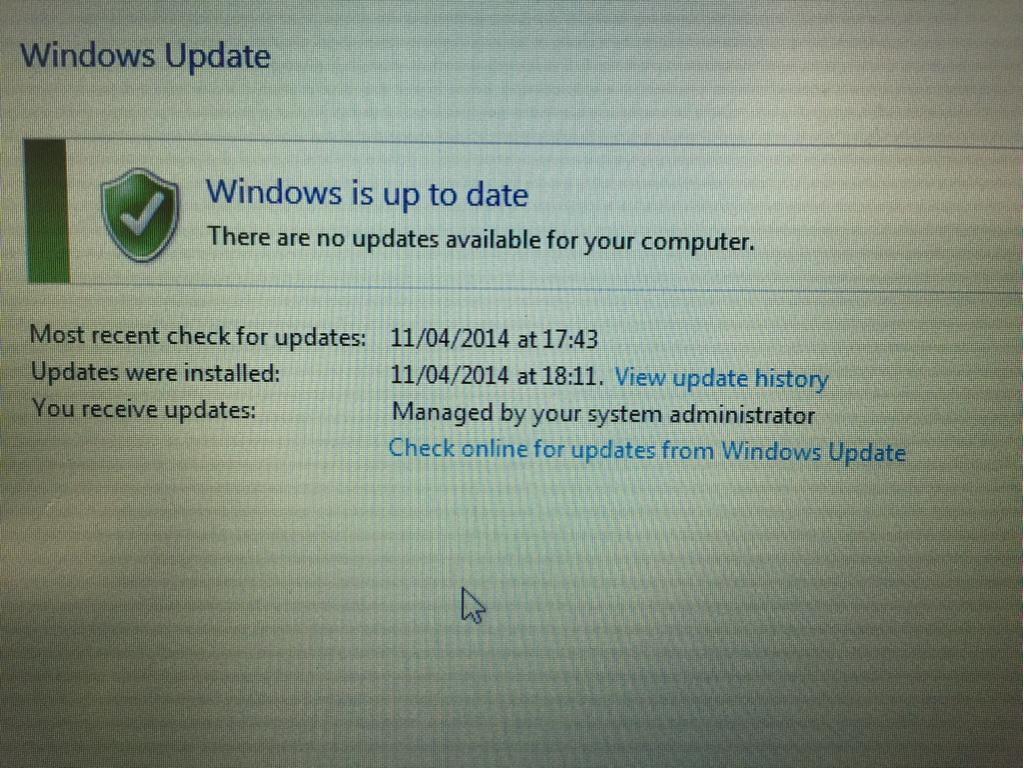 Windows Update
Windows is up to date
There are no updates available for your computer.
Most recent check for updates: 11/04/2014 at 17:43
Updates were installed: 11/04/2014 at 18:11. View update history
You receive updates: Managed by your system administrator
Check online for updates from Windows Update